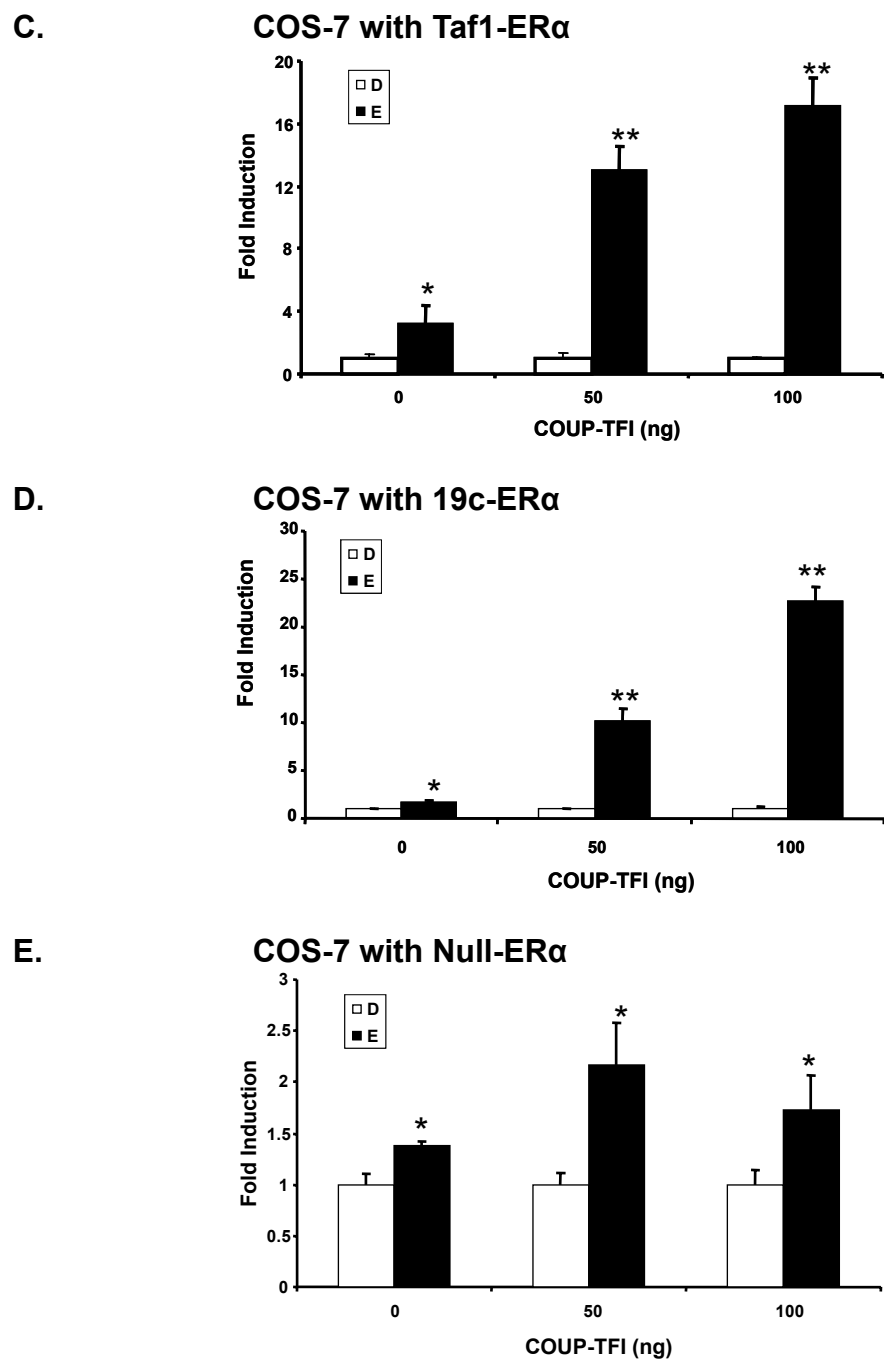 C. COS-7 with Taf1-ERα
20
D
E
**
**
*
16
12
8
4
0
Fold Induction
0 50 100
COUP-TFI (ng)
D. COS-7 with 19c-ERα
30
D
E
**
**
*
25
20
15
10
5
0
Fold Induction
0 50 100
COUP-TFI (ng)
E. COS-7 with Null-ERα
3
D
E
*
*
*
2.5
2
1.5
1
0.5
0
Fold Induction
0 50 100
COUP-TFI (ng)